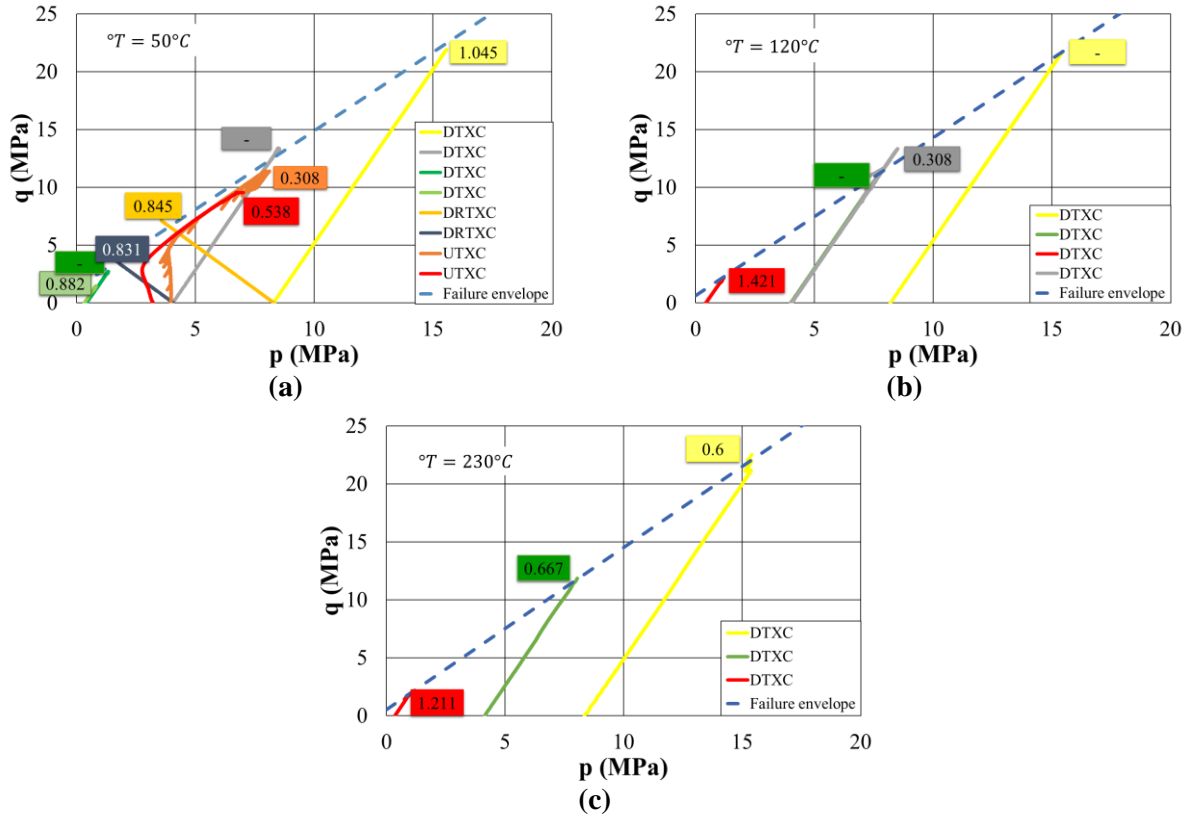 °T = 50°C
q (MPa)
25
20
15
10
5
0
1.045
-
0.308
0.845
0.538
0.831
-
0.882
DTXC
DTXC
DTXC
DTXC
DRTXC
DRTXC
UTXC
UTXC
Failure envelope
0 5 10 15 20
p (MPa)
(a)
°T = 120°C
q (MPa)
25
20
15
10
5
0
-
0.308
-
1.421
DTXC
DTXC
DTXC
DTXC
Failure envelope
0 5 10 15 20
p (MPa)
(b)
°T = 230°C
q (MPa)
25
20
15
10
5
0
0.6
0.667
1.211
DTXC
DTXC
DTXC
Failure envelope
0 5 10 15 20
p (MPa)
(c)